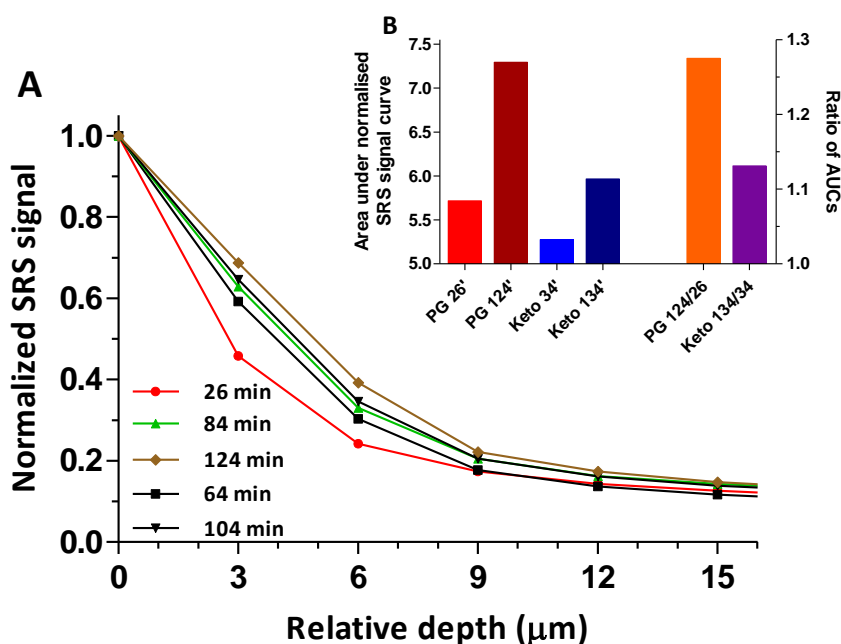 A
Normalized SRS signal
1.0
0.8
0.6
0.4
0.2
0.0
0
3
6
9
12
15
Relative depth (μm)
26 min
84 min
124 min
64 min
104 min
B
Area under normalised
SRS signal curve
7.5
7.0
6.5
6.0
5.5
5.0
PG 26'
PG 124'
Keto 34'
Keto 134'
PG 124/26
Keto 134/34
1.3
1.2
1.1
1.0
Ratio of AUCs